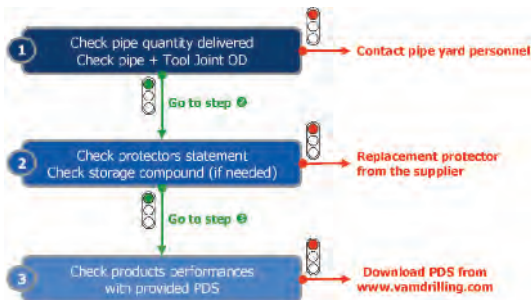 1
Check pipe quantity delivered
Check pipe + Tool Joint OD
Contact pipe yard personnel
Go to step ❷
2
Check protectors statement
Check storage compound (if needed)
Replacement protector
from the supplier
Go to step ❸
3
Check products performances
with provided PDS
Download PDS from
www.vamdrilling.com